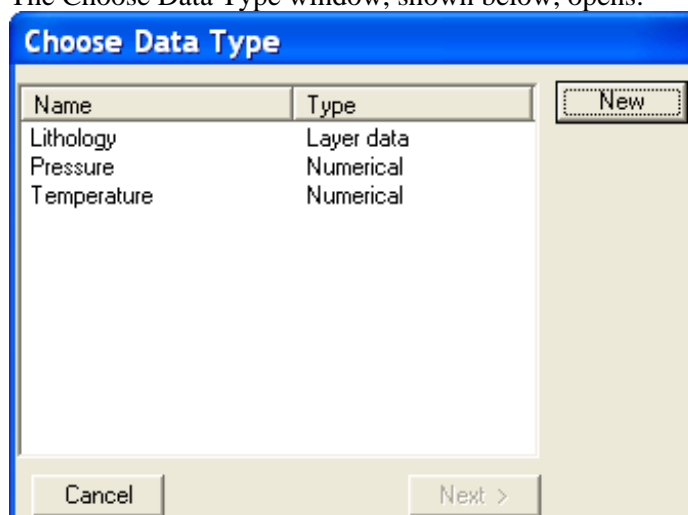 The Choose Data Type window, shown below, opens:
Choose Data Type
Name Type New
Lithology Layer data
Pressure Numerical
Temperature Numerical
Cancel Next >